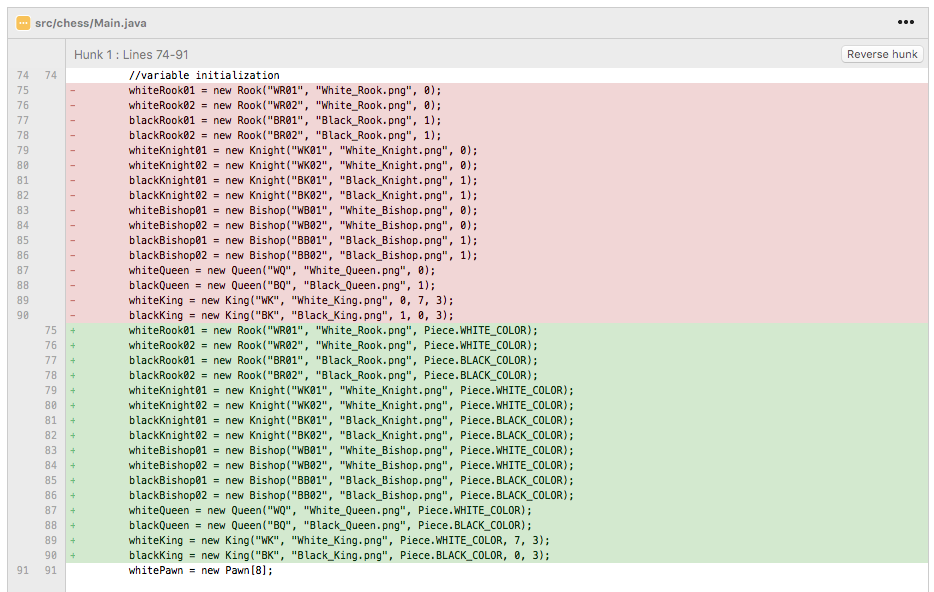 src/chess/Main.java •••
Hunk 1 : Lines 74-91 Reverse hunk
74 74 //variable initialization
75 - whiteRook01 = new Rook("WR01", "White_Rook.png", 0);
76 - whiteRook02 = new Rook("WR02", "White_Rook.png", 0);
77 - blackRook01 = new Rook("BR01", "Black_Rook.png", 1);
78 - blackRook02 = new Rook("BR02", "Black_Rook.png", 1);
79 - whiteKnight01 = new Knight("WK01", "White_Knight.png", 0);
80 - whiteKnight02 = new Knight("WK02", "White_Knight.png", 0);
81 - blackKnight01 = new Knight("BK01", "Black_Knight.png", 1);
82 - blackKnight02 = new Knight("BK02", "Black_Knight.png", 1);
83 - whiteBishop01 = new Bishop("WB01", "White_Bishop.png", 0);
84 - whiteBishop02 = new Bishop("WB02", "White_Bishop.png", 0);
85 - blackBishop01 = new Bishop("BB01", "Black_Bishop.png", 1);
86 - blackBishop02 = new Bishop("BB02", "Black_Bishop.png", 1);
87 - whiteQueen = new Queen("WQ", "White_Queen.png", 0);
88 - blackQueen = new Queen("BQ", "Black_Queen.png", 1);
89 - whiteKing = new King("WK", "White_King.png", 0, 7, 3);
90 - blackKing = new King("BK", "Black_King.png", 1, 0, 3);
75 + whiteRook01 = new Rook("WR01", "White_Rook.png", Piece.WHITE_COLOR);
76 + whiteRook02 = new Rook("WR02", "White_Rook.png", Piece.WHITE_COLOR);
77 + blackRook01 = new Rook("BR01", "Black_Rook.png", Piece.BLACK_COLOR);
78 + blackRook02 = new Rook("BR02", "Black_Rook.png", Piece.BLACK_COLOR);
79 + whiteKnight01 = new Knight("WK01", "White_Knight.png", Piece.WHITE_COLOR);
80 + whiteKnight02 = new Knight("WK02", "White_Knight.png", Piece.WHITE_COLOR);
81 + blackKnight01 = new Knight("BK01", "Black_Knight.png", Piece.BLACK_COLOR);
82 + blackKnight02 = new Knight("BK02", "Black_Knight.png", Piece.BLACK_COLOR);
83 + whiteBishop01 = new Bishop("WB01", "White_Bishop.png", Piece.WHITE_COLOR);
84 + whiteBishop02 = new Bishop("WB02", "White_Bishop.png", Piece.WHITE_COLOR);
85 + blackBishop01 = new Bishop("BB01", "Black_Bishop.png", Piece.BLACK_COLOR);
86 + blackBishop02 = new Bishop("BB02", "Black_Bishop.png", Piece.BLACK_COLOR);
87 + whiteQueen = new Queen("WQ", "White_Queen.png", Piece.WHITE_COLOR);
88 + blackQueen = new Queen("BQ", "Black_Queen.png", Piece.BLACK_COLOR);
89 + whiteKing = new King("WK", "White_King.png", Piece.WHITE_COLOR, 7, 3);
90 + blackKing = new King("BK", "Black_King.png", Piece.BLACK_COLOR, 0, 3);
91 91 whitePawn = new Pawn[8];